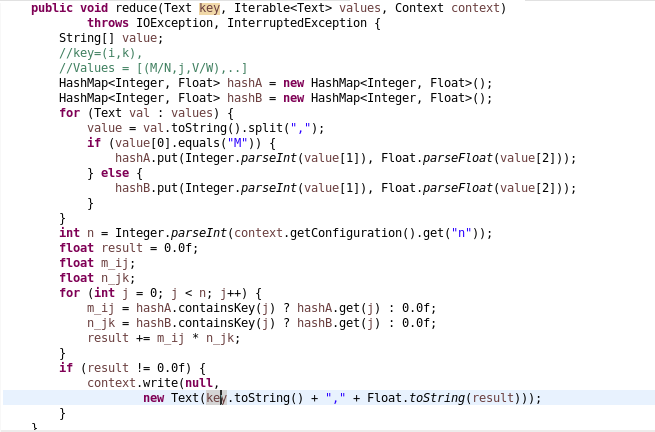 public void reduce(Text key, Iterable<Text> values, Context context)
throws IOException, InterruptedException {
String[] value;
//key=(i,k),
//Values = [(M/N,j,V/W),..]
HashMap<Integer, Float> hashA = new HashMap<Integer, Float>();
HashMap<Integer, Float> hashB = new HashMap<Integer, Float>();
for (Text val : values) {
value = val.toString().split(",");
if (value[0].equals("M")) {
hashA.put(Integer.parseInt(value[1]), Float.parseFloat(value[2]));
} else {
hashB.put(Integer.parseInt(value[1]), Float.parseFloat(value[2]));
}
}
int n = Integer.parseInt(context.getConfiguration().get("n"));
float result = 0.0f;
float m_ij;
float n_jk;
for (int j = 0; j < n; j++) {
m_ij = hashA.containsKey(j) ? hashA.get(j) : 0.0f;
n_jk = hashB.containsKey(j) ? hashB.get(j) : 0.0f;
result += m_ij * n_jk;
}
if (result != 0.0f) {
context.write(null,
new Text(key.toString() + "," + Float.toString(result)));
}
}